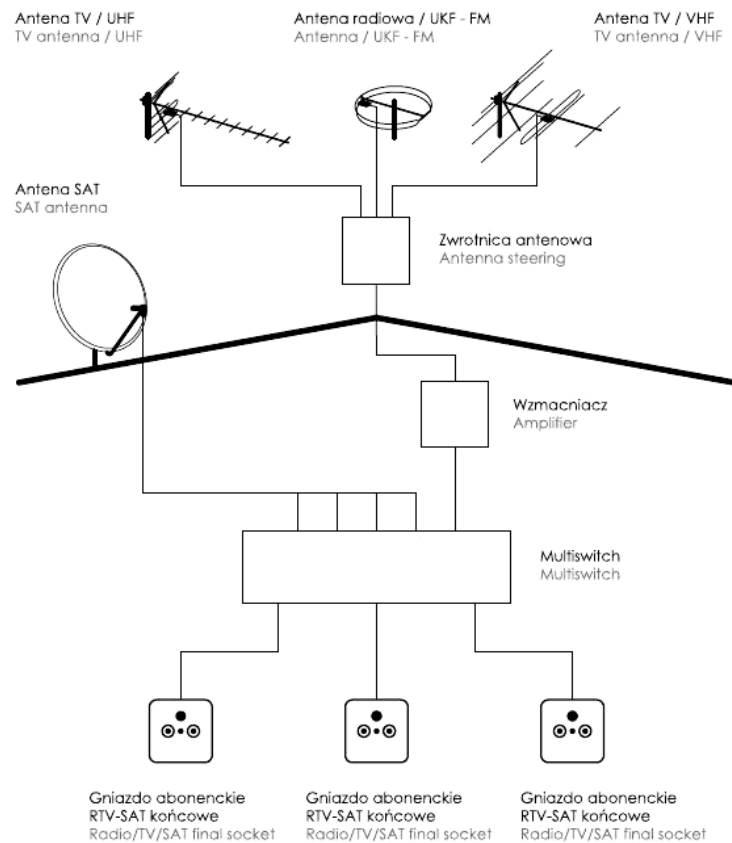 Antena TV / UHF
TV antenna / UHF
Antena radiowa / UKF - FM
Antenna / UKF - FM
Antena TV / VHF
TV antenna / VHF
Antena SAT
SAT antenna
Zwrotnica antenowa
Antenna steering
Wzmacniacz
Amplifier
Multiswitch
Multiswitch
Gniazdo abonenckie
RTV-SAT końcowe
Radio/TV/SAT final socket
Gniazdo abonenckie
RTV-SAT końcowe
Radio/TV/SAT final socket
Gniazdo abonenckie
RTV-SAT końcowe
Radio/TV/SAT final socket